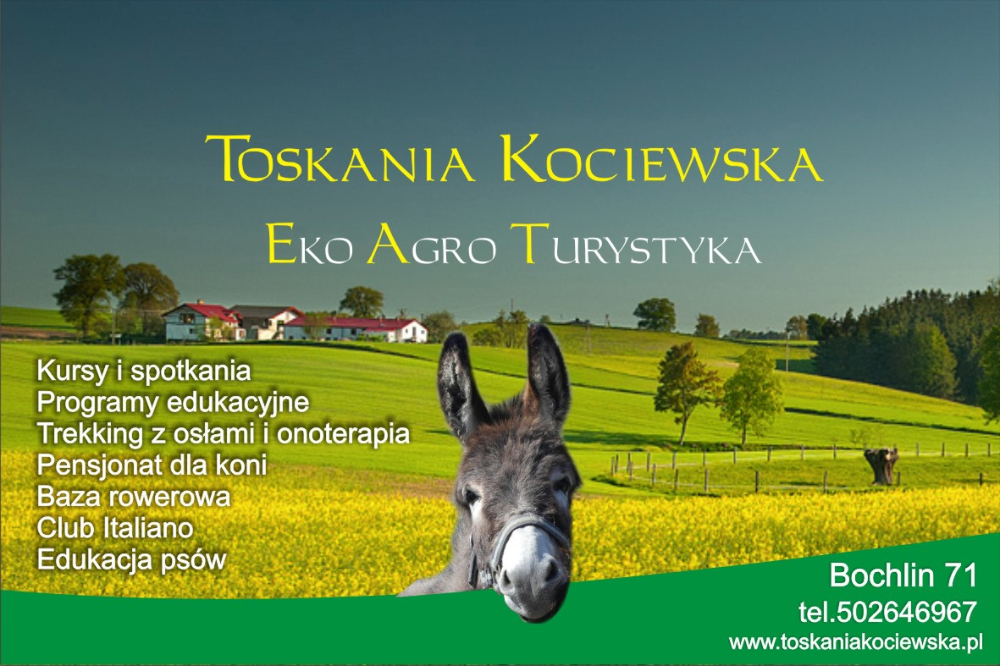 TOSKANIA KOCIEWSKA
EKO AGRO TURYSTYKA
Kursy i spotkania
Programy edukacyjne
Trekking z osłami i onoterapia
Pensjonat dla koni
Baza rowerowa
Club Italiano
Edukacja psów
Bochlin 71
tel.502646967
www.toskaniakociewska.pl